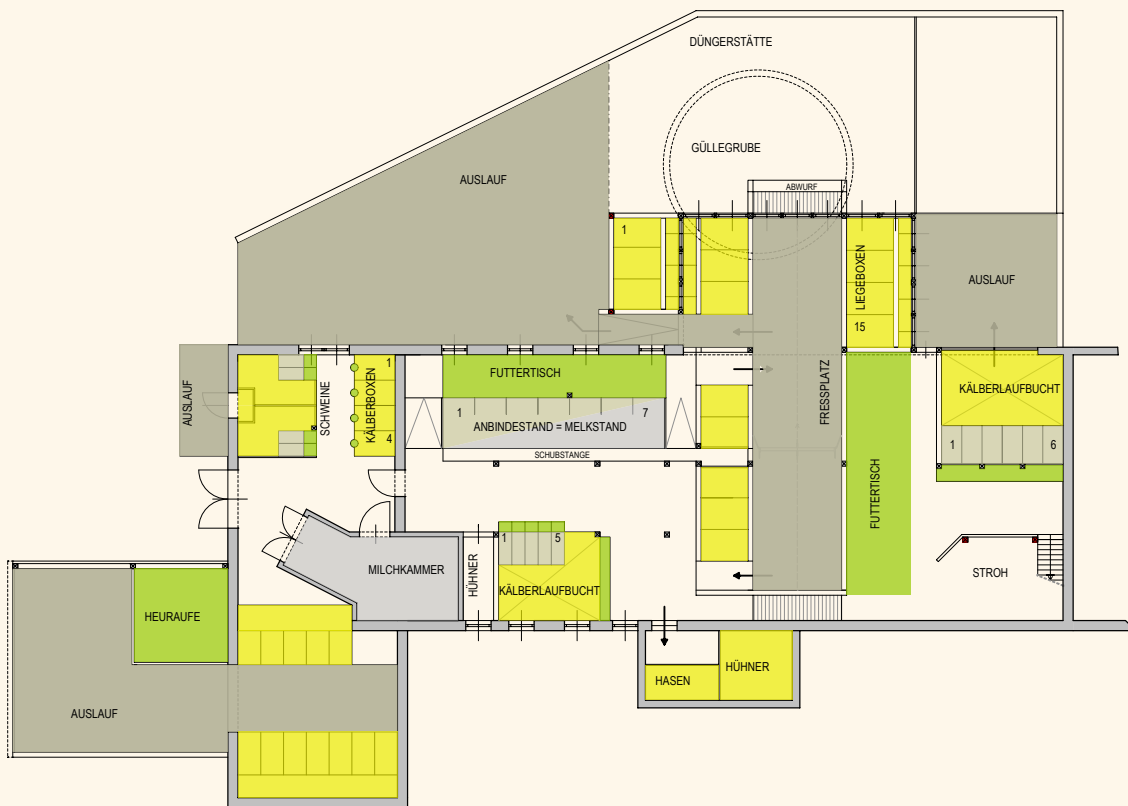 DÜNGERSTÄTTE
GÜLLEGRUBE
AUSLAUF
ABWURF
1
LIEGEBOXEN
15
AUSLAUF
AUSLAUF
SCHWEINE
KÄLBERBOXEN
1
4
FUTTERTISCH
1
7
ANBINDESTAND = MELKSTAND
SCHUBSTANGE
FRESSPLATZ
FUTTERTISCH
KÄLBERLAUFBUCHT
1
6
STROH
MILCHKAMMER
HÜHNER
1
5
KÄLBERLAUFBUCHT
HEURAUFE
AUSLAUF
HASEN
HÜHNER